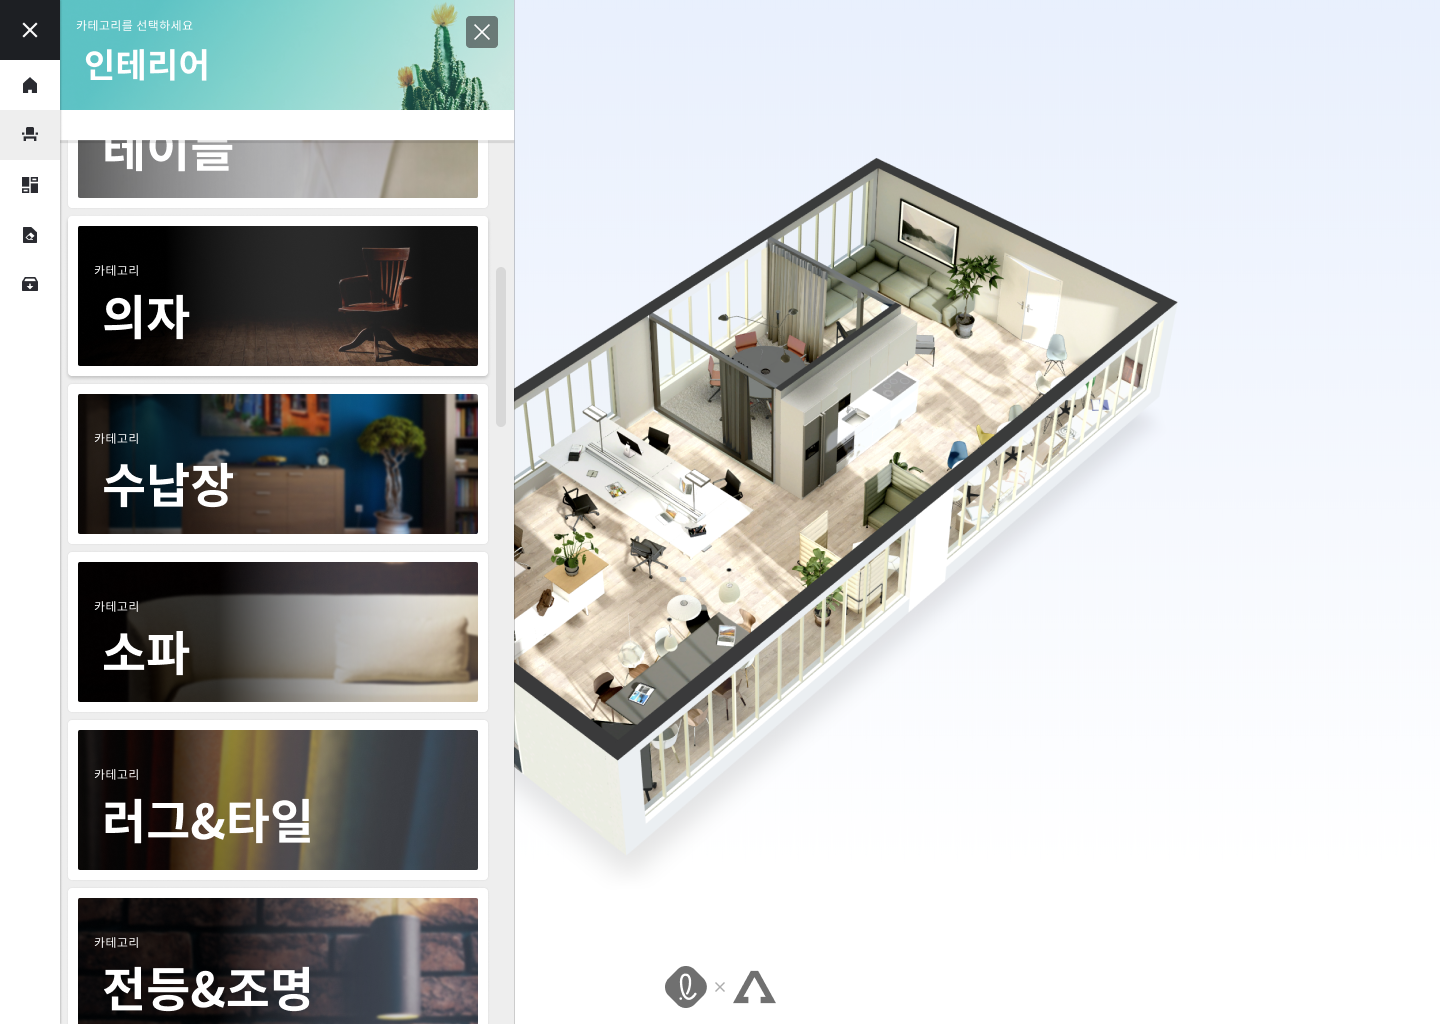 카테고리를 선택하세요
인테리어
테이블
카테고리
의자
카테고리
수납장
카테고리
소파
카테고리
러그&타일
카테고리
전등&조명